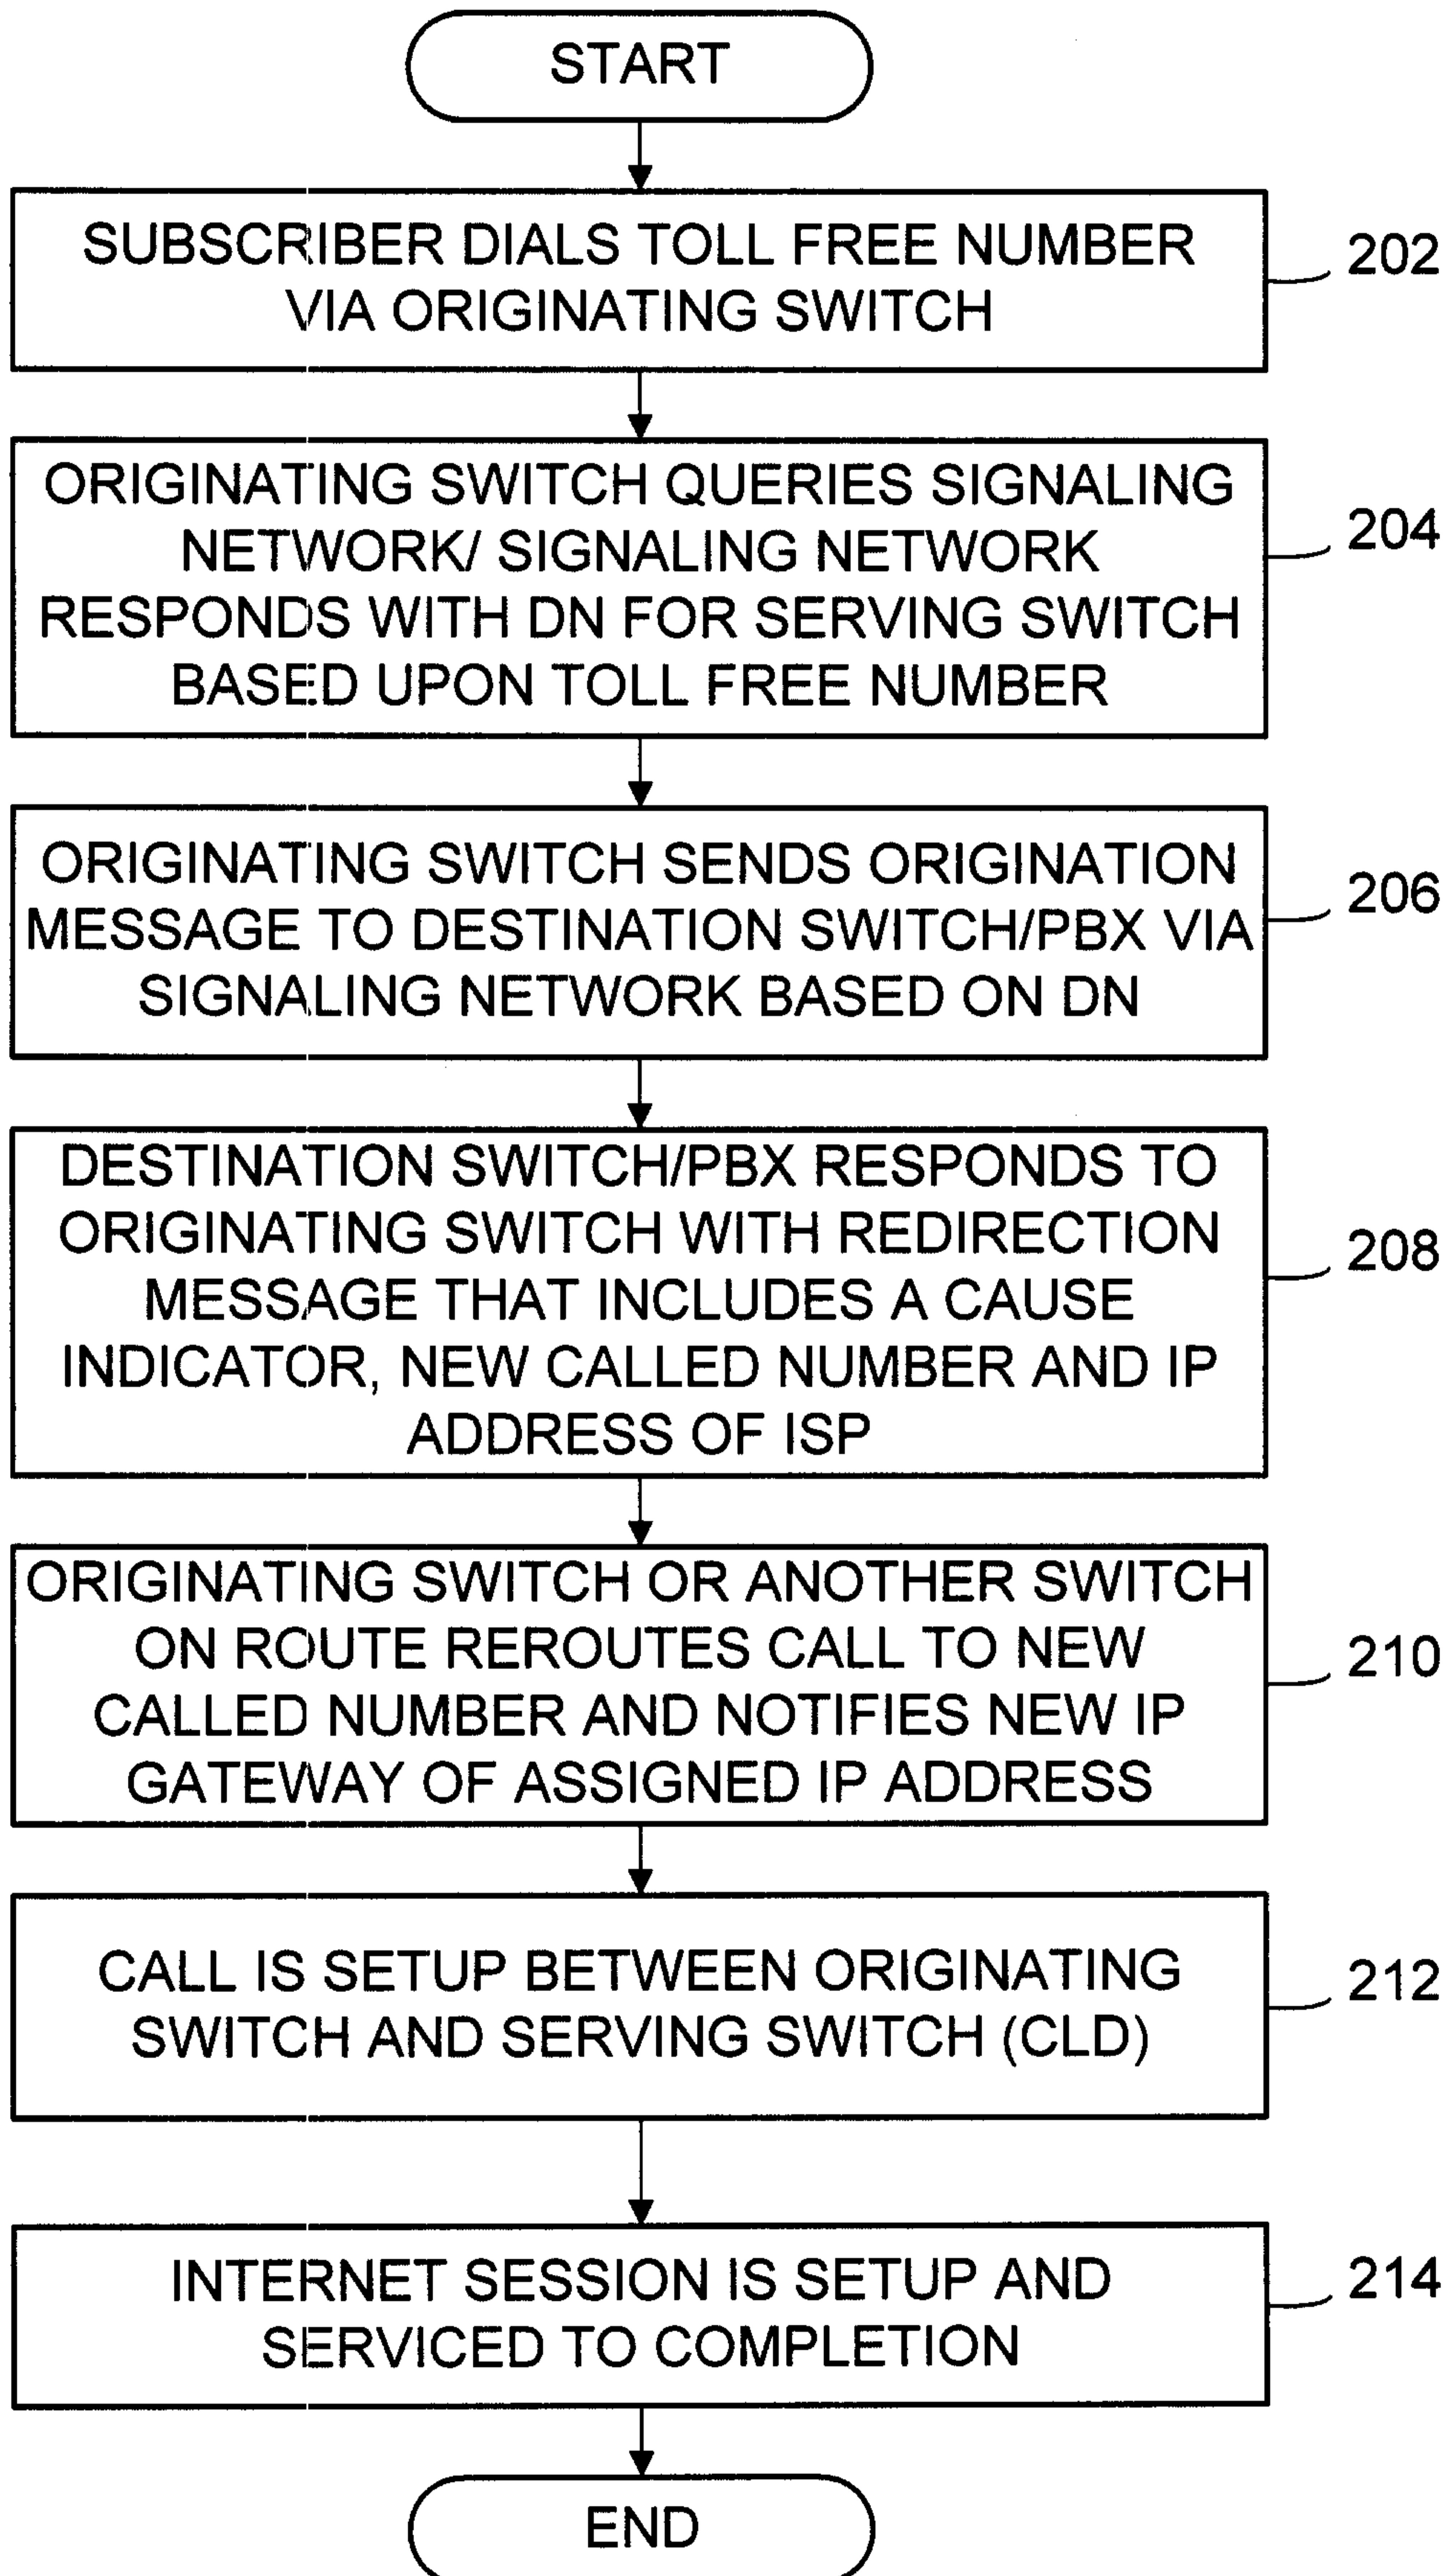 START
SUBSCRIBER DIALS TOLL FREE NUMBER
VIA ORIGINATING SWITCH
202
ORIGINATING SWITCH QUERIES SIGNALING
NETWORK/ SIGNALING NETWORK
RESPONDS WITH DN FOR SERVING SWITCH
BASED UPON TOLL FREE NUMBER
204
ORIGINATING SWITCH SENDS ORIGINATION
MESSAGE TO DESTINATION SWITCH/PBX VIA
SIGNALING NETWORK BASED ON DN
206
DESTINATION SWITCH/PBX RESPONDS TO
ORIGINATING SWITCH WITH REDIRECTION
MESSAGE THAT INCLUDES A CAUSE
INDICATOR, NEW CALLED NUMBER AND IP
ADDRESS OF ISP
208
ORIGINATING SWITCH OR ANOTHER SWITCH
ON ROUTE REROUTES CALL TO NEW
CALLED NUMBER AND NOTIFIES NEW IP
GATEWAY OF ASSIGNED IP ADDRESS
210
CALL IS SETUP BETWEEN ORIGINATING
SWITCH AND SERVING SWITCH (CLD)
212
INTERNET SESSION IS SETUP AND
SERVICED TO COMPLETION
214
END